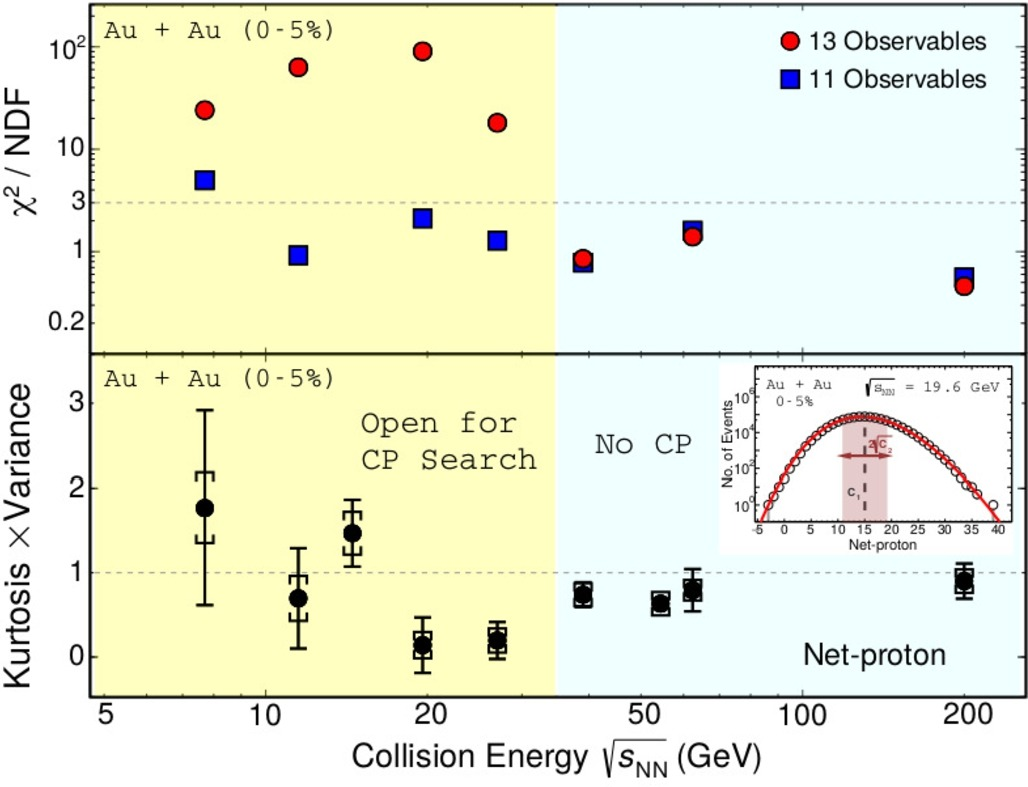 Au + Au (0-5%)
13 Observables
11 Observables
χ² / NDF
10²
10
3
1
0.2
Au + Au (0-5%)
Open for
CP Search
No CP
Net-proton
Kurtosis × Variance
3
2
1
0
Au + Au √sNN = 19.6 GeV
0-5%
No. of Events
10⁶
10⁴
10²
10⁰
2√C₂
C₁
-5 0 5 10 15 20 25 30 35 40
Net-proton
5 10 20 50 100 200
Collision Energy √sNN (GeV)